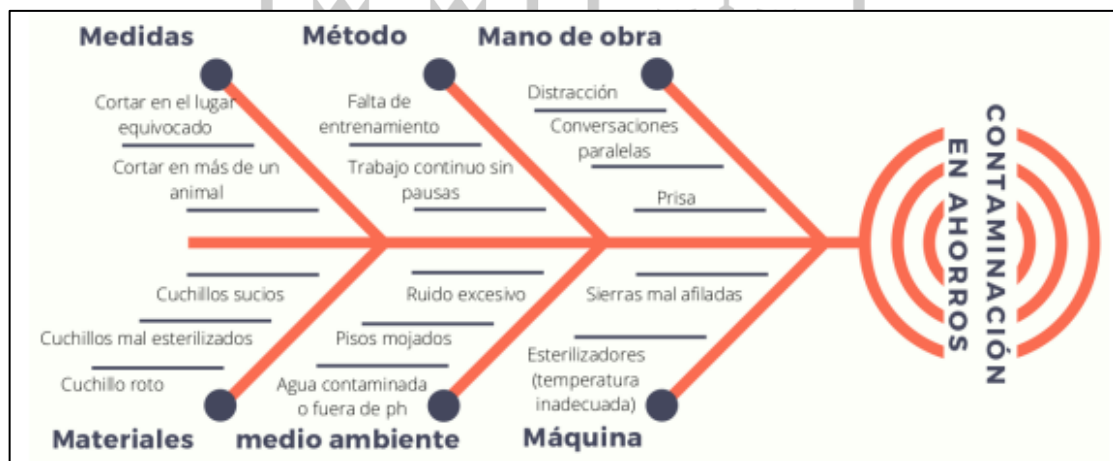 Medidas
Cortar en el lugar
equivocado
Cortar en más de un
animal
Método
Falta de
entrenamiento
Trabajo continuo sin
pausas
Mano de obra
Distracción
Conversaciones
paralelas
Prisa
CONTAMINACIÓN
EN AHORROS
Cuchillos sucios
Cuchillos mal esterilizados
Cuchillo roto
Materiales
Ruido excesivo
Pisos mojados
Agua contaminada
o fuera de ph
medio ambiente
Sierras mal afiladas
Esterilizadores
(temperatura
inadecuada)
Máquina